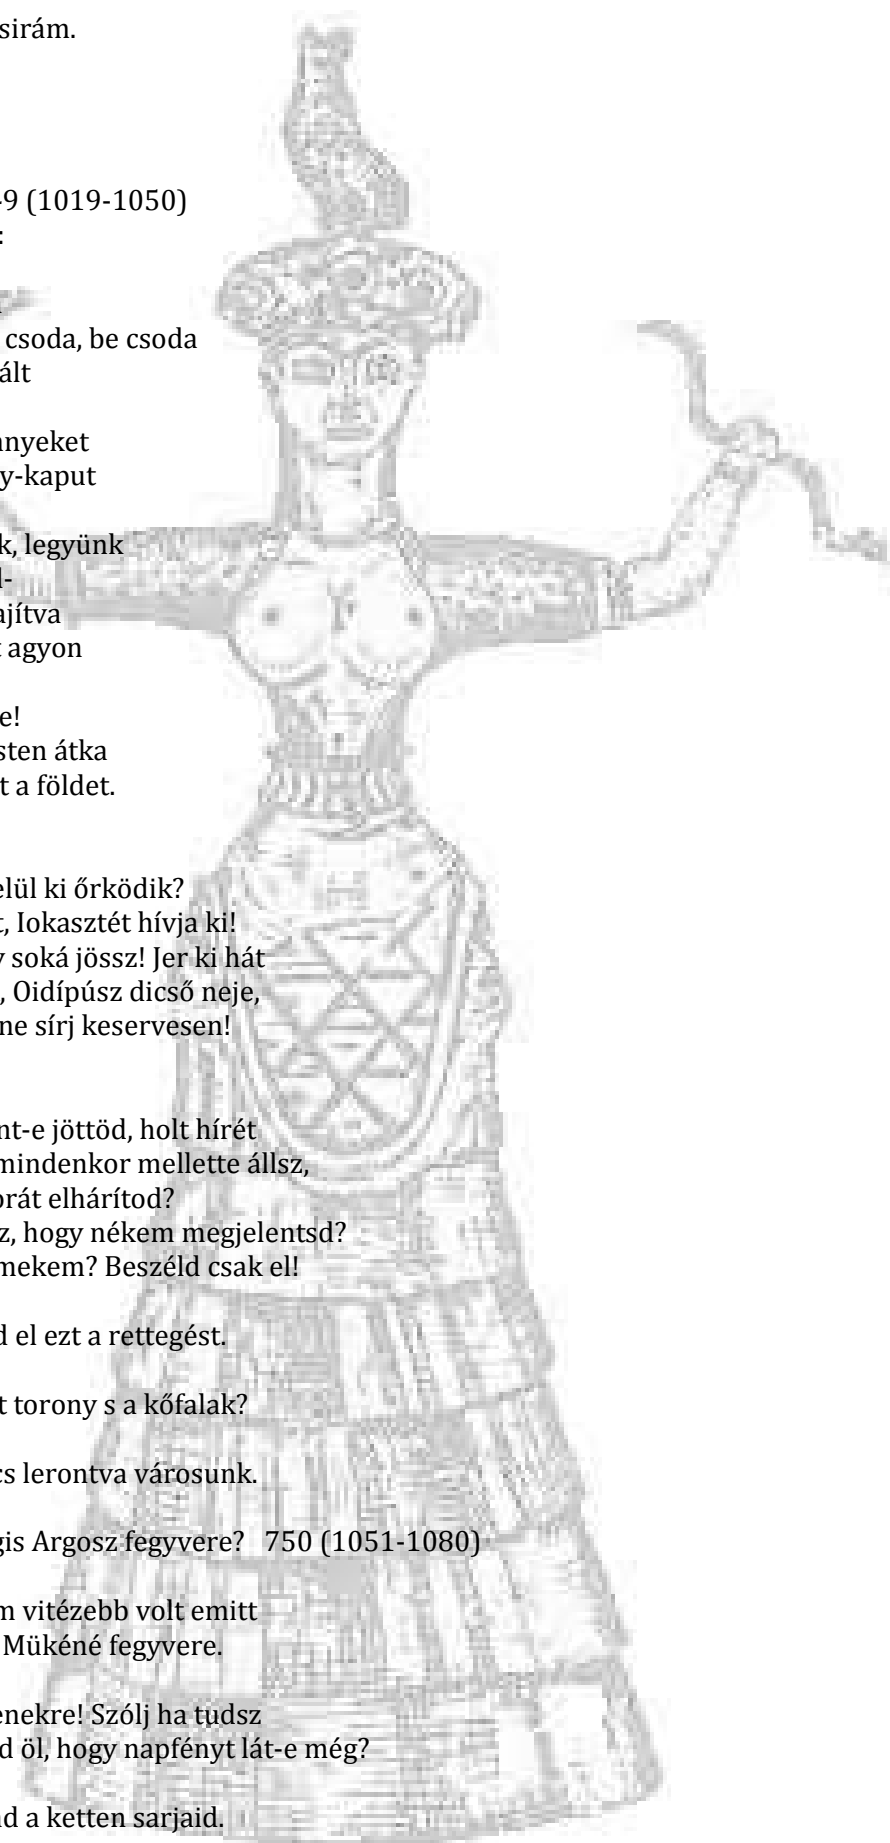 sirám.
-9 (1019-1050)
:
csoda, be csoda
ált
nyeket
y-kaput
k, legyünk
l-
ajítva
t agyon
e!
sten átka
t a földet.
elül ki őrködik?
t, Iokasztét hívja ki!
y soká jössz! Jer ki hát
, Oidípúsz dicső neje,
ne sírj keservesen!
nt-e jöttöd, holt hírét
mindenkor mellette állsz,
orát elhárítod?
z, hogy nékem megjelentsd?
mekem? Beszéld csak el!
d el ezt a rettegést.
t torony s a kőfalak?
cs lerontva városunk.
gis Argosz fegyvere? 750 (1051-1080)
m vitézebb volt emitt
Mükéné fegyvere.
enekre! Szólj ha tudsz
d öl, hogy napfényt lát-e még?
d a ketten sarjaid.